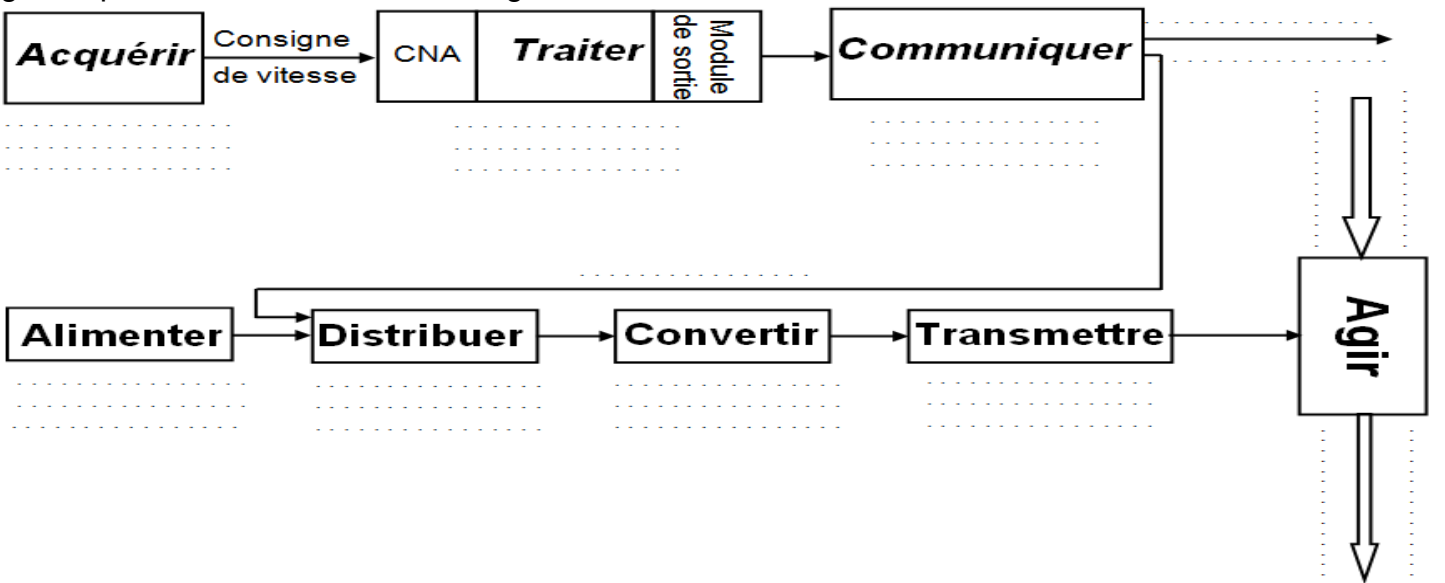 Acquérir
Consigne
de vitesse
CNA
Traiter
Module
de sortie
Communiquer
Alimenter
Distribuer
Convertir
Transmettre
Agir